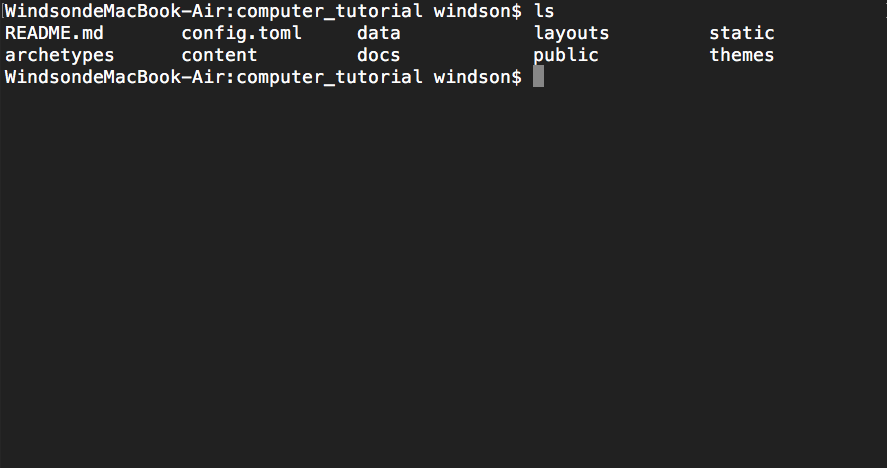 WindsondeMacBook-Air:computer_tutorial windson$ ls
README.md config.toml data layouts static
archetypes content docs public themes
WindsondeMacBook-Air:computer_tutorial windson$